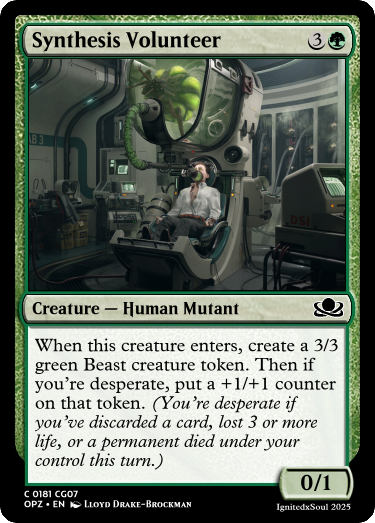 Synthesis Volunteer 3
LAB 3
DSI
Creature — Human Mutant
When this creature enters, create a 3/3
green Beast creature token. Then if
you're desperate, put a +1/+1 counter
on that token. (You're desperate if
you've discarded a card, lost 3 or more
life, or a permanent died under your
control this turn.)
0/1
C 0181 CG07
OPZ • EN Lloyd Drake-Brockman
IgnitedxSoul 2025